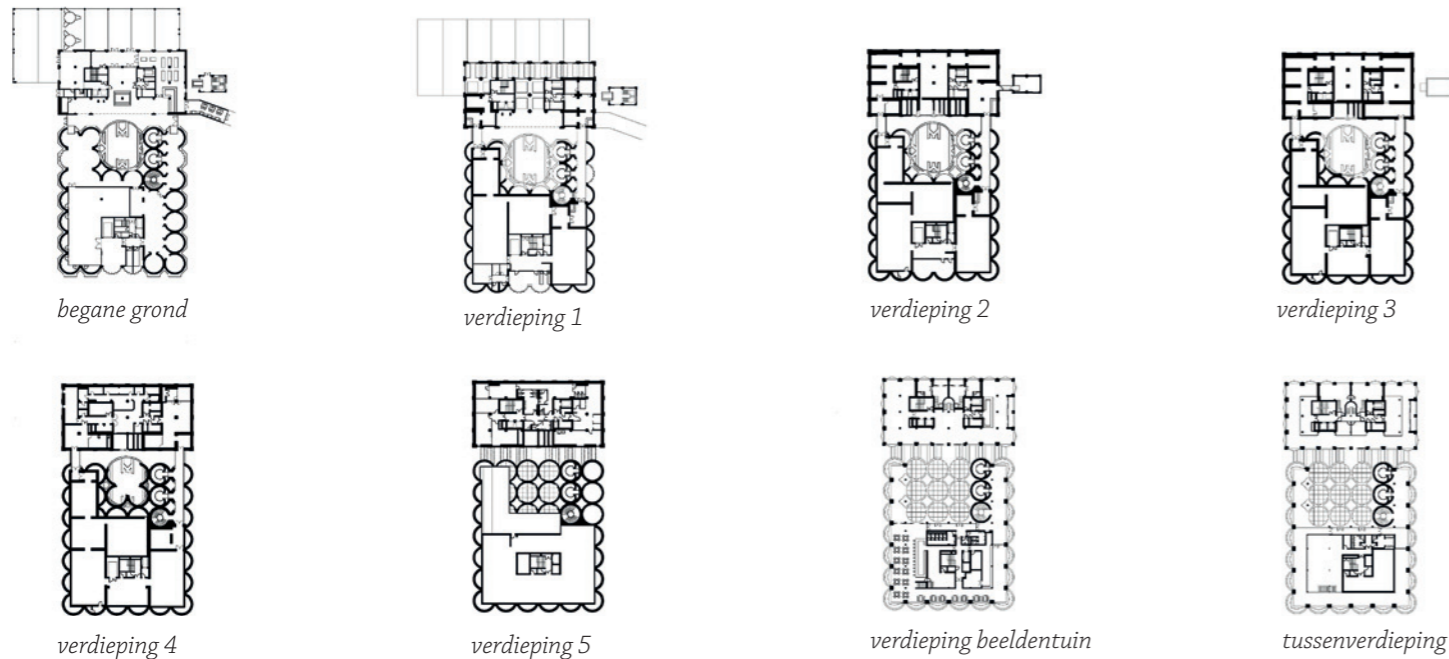 begane grond
verdieping 1
verdieping 2
verdieping 3
verdieping 4
verdieping 5
verdieping beeldentuin
tussenverdieping